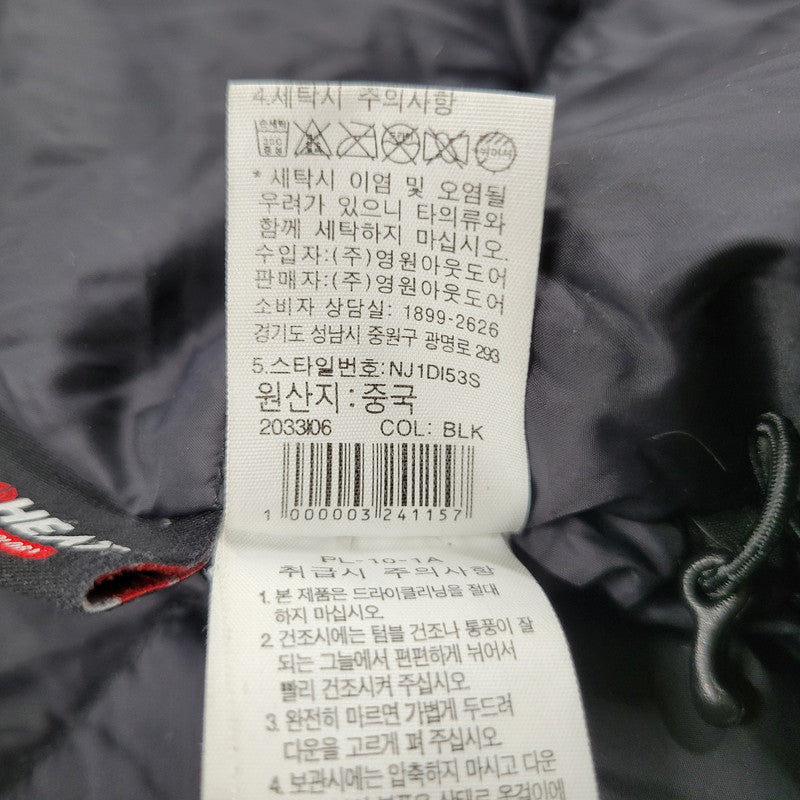 4.세탁시 주의사항
* 세탁시 이염 및 오염될
우려가 있으니 타의류와
함께 세탁하지 마십시오.
수입자:(주)영원아웃도어
판매자:(주)영원아웃도어
소비자 상담실: 1899-2626
경기도 성남시 중원구 광명로 293
5.스타일번호:NJ1DI53S
원산지:중국
COL: BLK
1 000003 241157
HEAT
PL-10-1A
취급시 주의사항
1. 본 제품은 드라이클리닝을 절대
하지 마십시오
2. 건조시에는 텀블 건조나 통풍이 잘
되는 그늘에서 편편하게 뉘어서
빨리 건조시켜 주십시오
3. 완전히 마르면 가볍게 두드려
다운을 고르게 펴 주십시오
4. 보관시에는 압축하지 마시고 다운